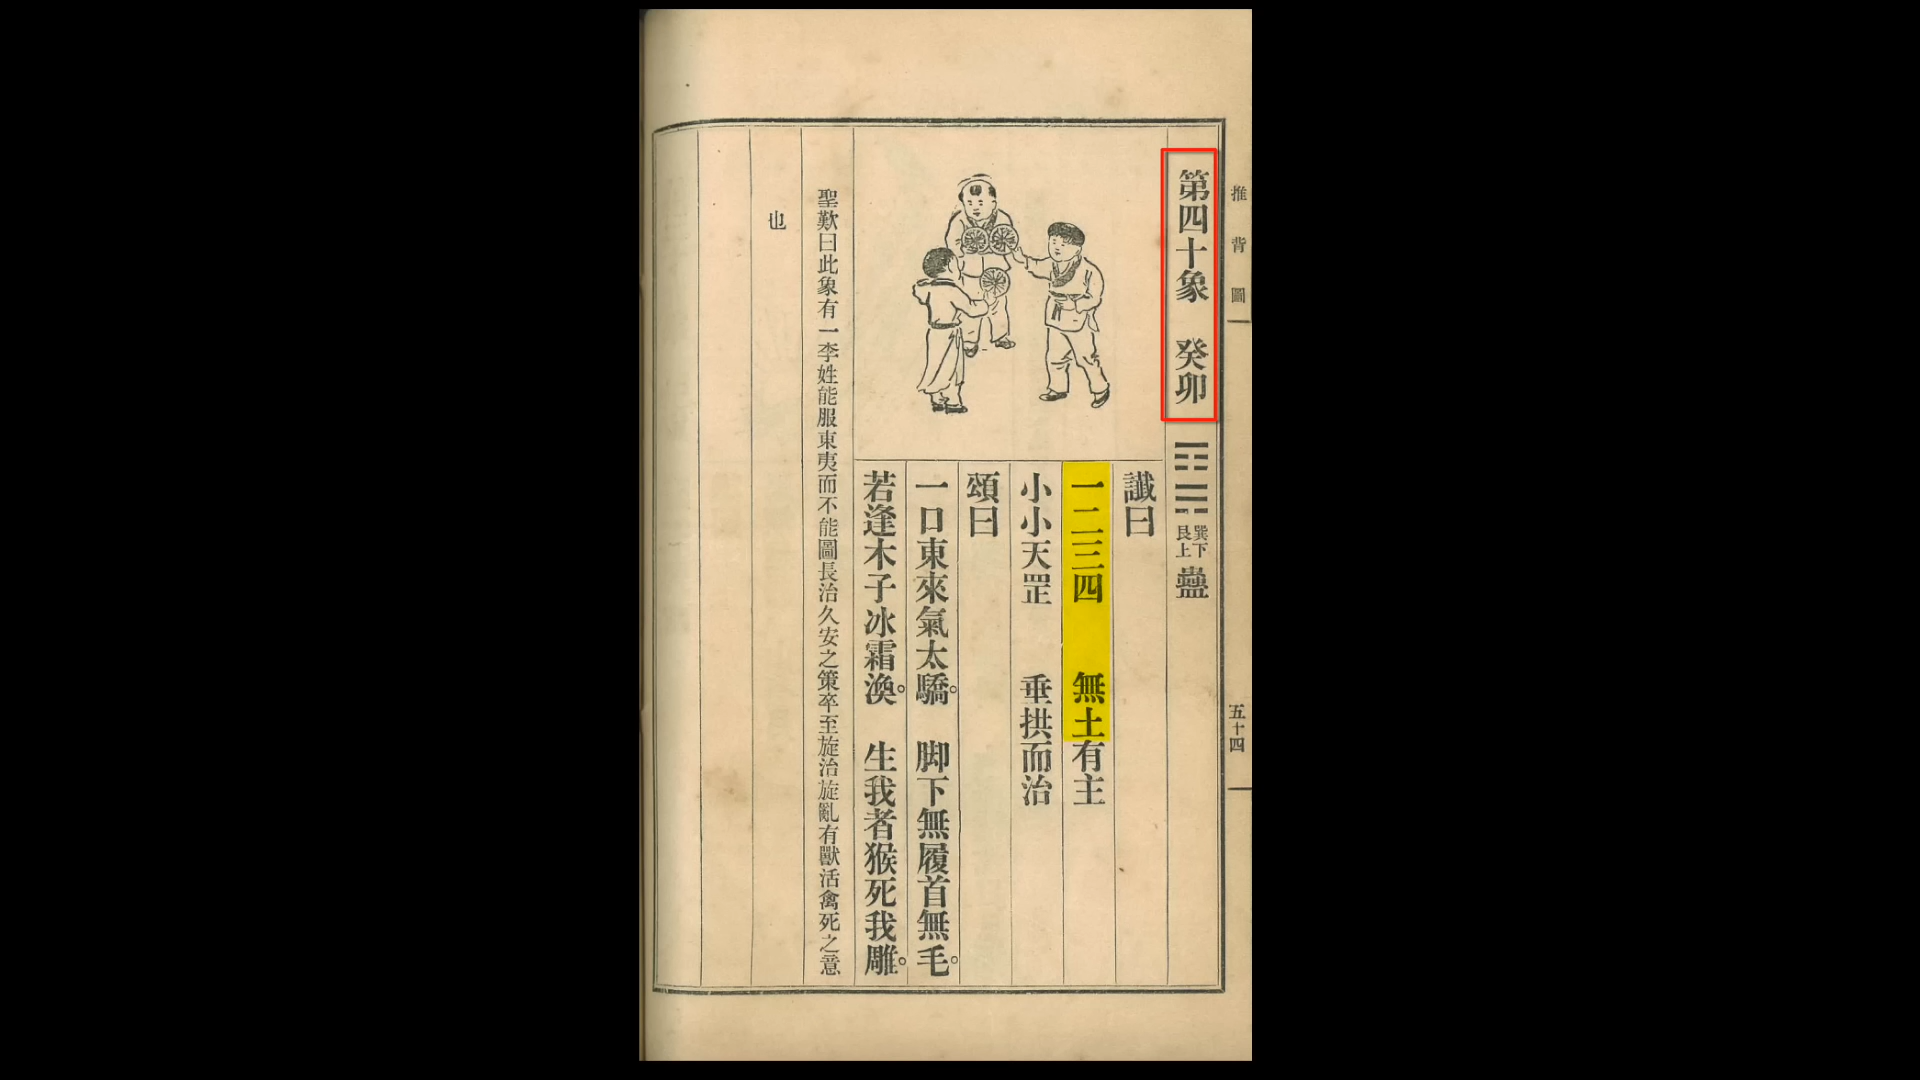 推背圖
五十四
第四十象 癸卯
巽下
艮上
蠱
讖曰
一二三四 無土有主
小小天罡 垂拱而治
頌曰
一口東來氣太驕。 脚下無履首無毛。
若逢木子冰霜渙。 生我者猴死我雕。
聖歎曰此象有一李姓能服東夷而不能圖長治久安之策卒至旋治旋亂有獸活禽死之意
也